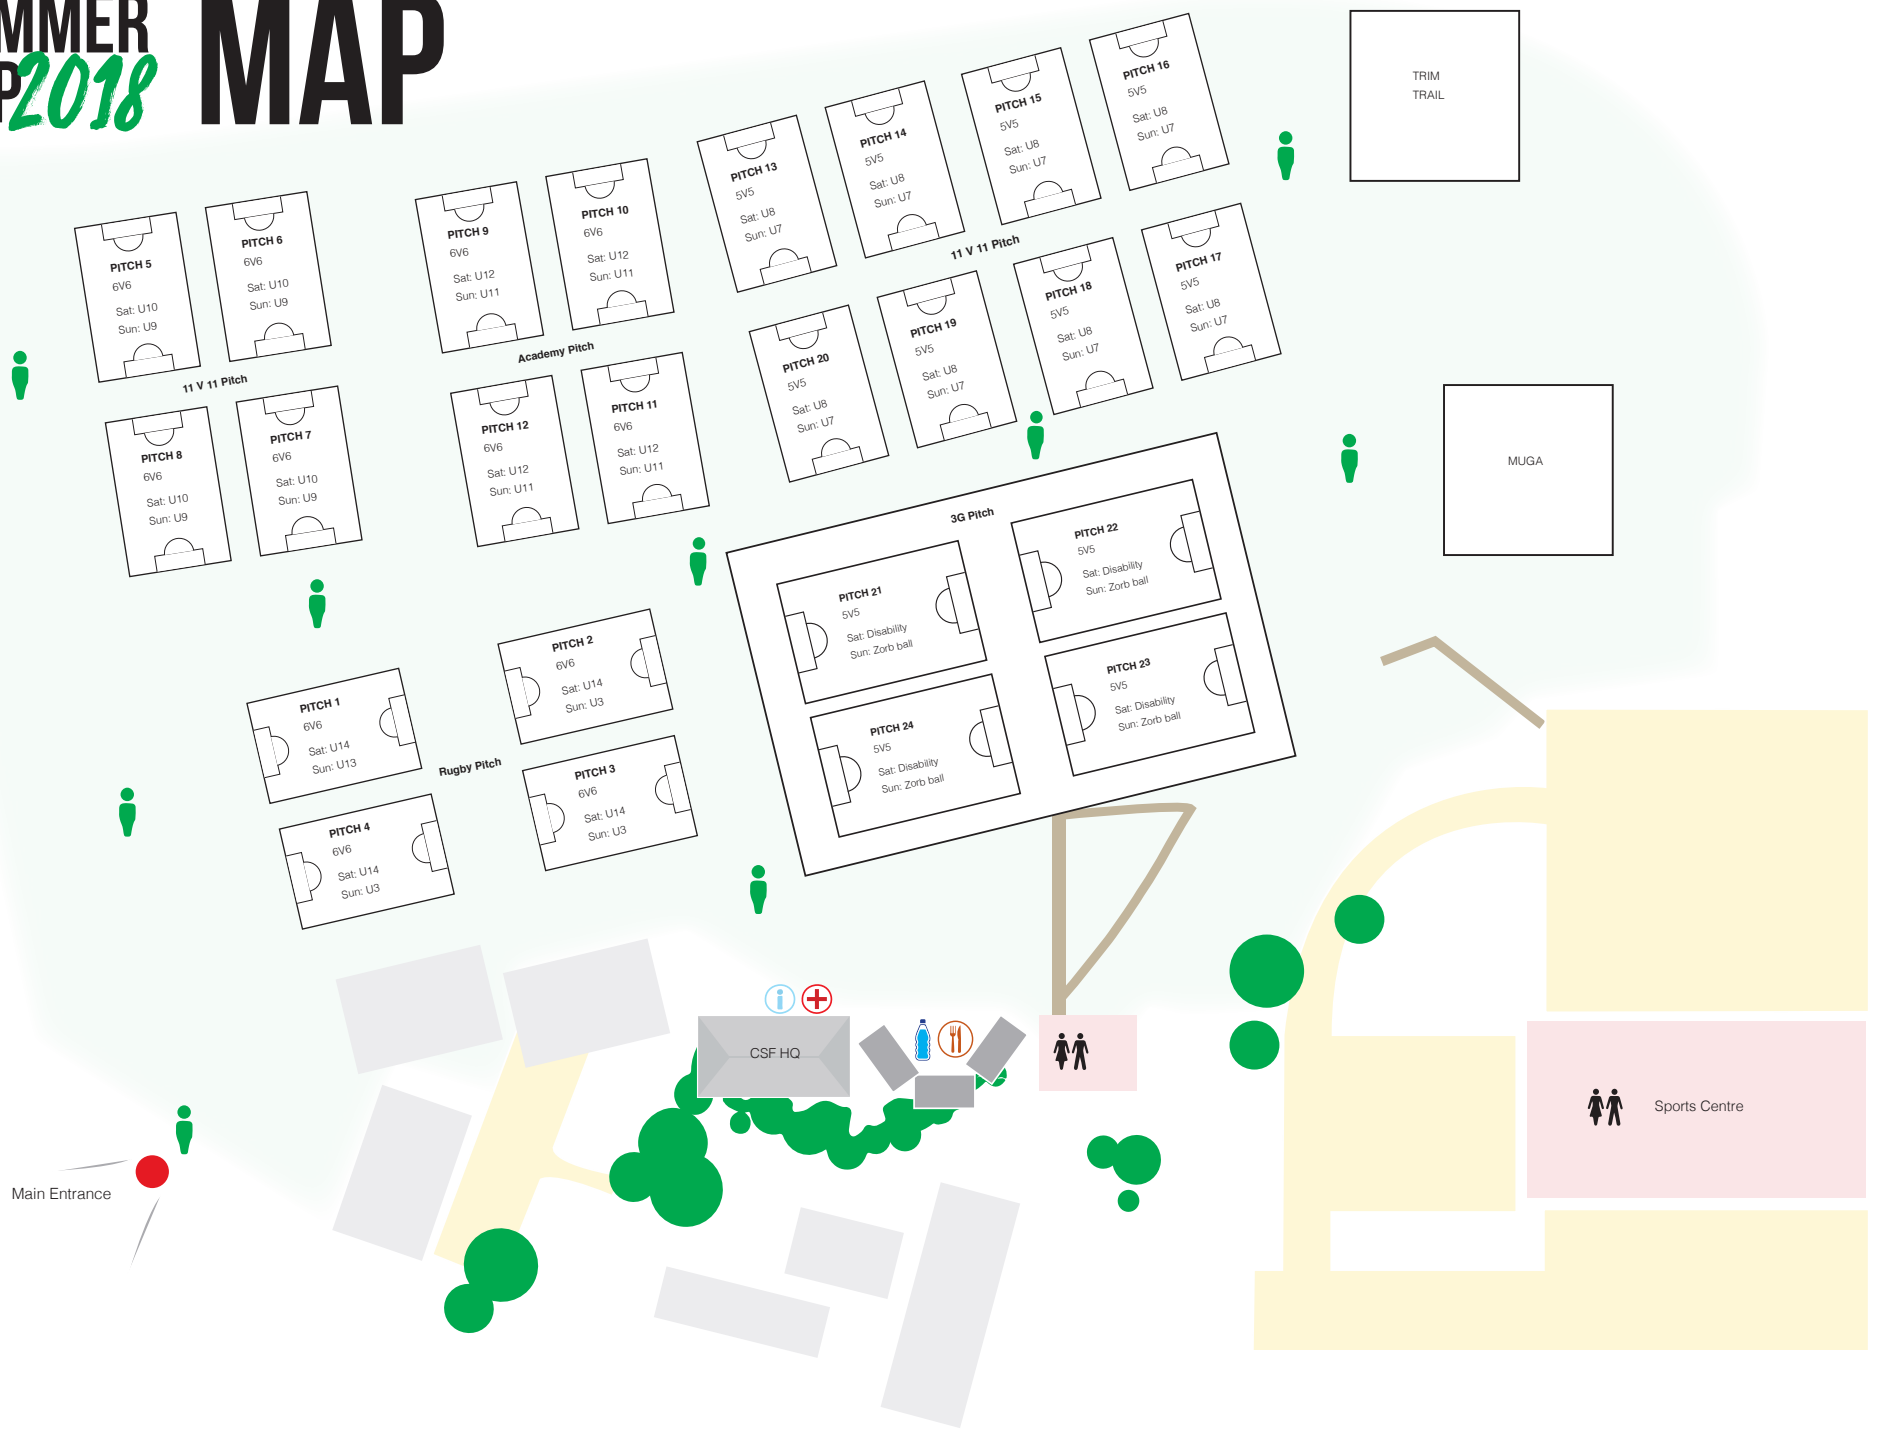 MMER
P2018
MAP
PITCH 5
6V6
Sat: U10
Sun: U9
PITCH 6
6V6
Sat: U10
Sun: U9
11 V 11 Pitch
PITCH 8
6V6
Sat: U10
Sun: U9
PITCH 7
6V6
Sat: U10
Sun: U9
PITCH 9
6V6
Sat: U12
Sun: U11
PITCH 10
6V6
Sat: U12
Sun: U11
Academy Pitch
PITCH 12
6V6
Sat: U12
Sun: U11
PITCH 11
6V6
Sat: U12
Sun: U11
PITCH 13
5V5
Sat: U8
Sun: U7
PITCH 14
5V5
Sat: U8
Sun: U7
PITCH 15
5V5
Sat: U8
Sun: U7
PITCH 16
5V5
Sat: U8
Sun: U7
11 V 11 Pitch
PITCH 20
5V5
Sat: U8
Sun: U7
PITCH 19
5V5
Sat: U8
Sun: U7
PITCH 18
5V5
Sat: U8
Sun: U7
PITCH 17
5V5
Sat: U8
Sun: U7
TRIM
TRAIL
MUGA
3G Pitch
PITCH 21
5V5
Sat: Disability
Sun: Zorb ball
PITCH 22
5V5
Sat: Disability
Sun: Zorb ball
PITCH 24
5V5
Sat: Disability
Sun: Zorb ball
PITCH 23
5V5
Sat: Disability
Sun: Zorb ball
PITCH 1
6V6
Sat: U14
Sun: U13
PITCH 2
6V6
Sat: U14
Sun: U3
Rugby Pitch
PITCH 4
6V6
Sat: U14
Sun: U3
PITCH 3
6V6
Sat: U14
Sun: U3
CSF HQ
Sports Centre
Main Entrance